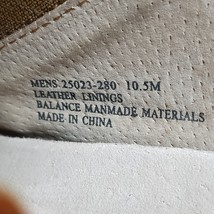 MENS 25023-280 10.5M
LEATHER LININGS
BALANCE MANMADE MATERIALS
MADE IN CHINA